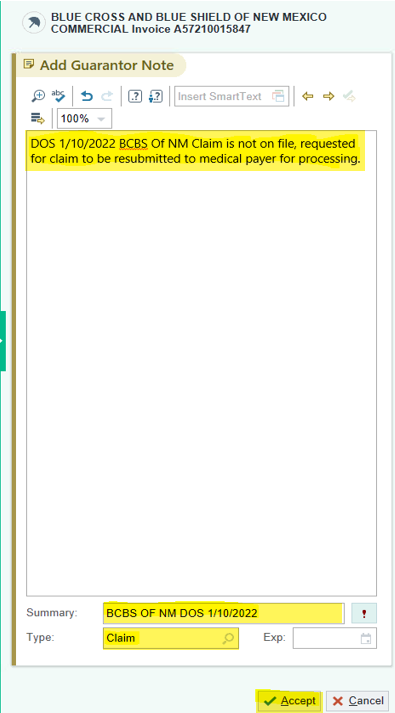 BLUE CROSS AND BLUE SHIELD OF NEW MEXICO
COMMERCIAL Invoice A57210015847
Add Guarantor Note
abc
.? .?
Insert SmartText
100%
DOS 1/10/2022 BCBS Of NM Claim is not on file, requested
for claim to be resubmitted to medical payer for processing.
Summary: BCBS OF NM DOS 1/10/2022 !
Type: Claim Exp:
Accept Cancel